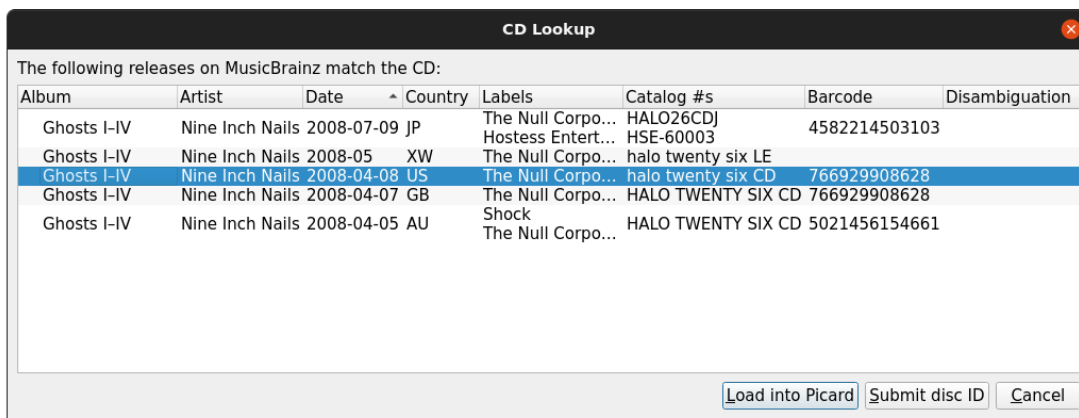 CD Lookup
The following releases on MusicBrainz match the CD:
Album Artist Date Country Labels Catalog #s Barcode Disambiguation
Ghosts I–IV Nine Inch Nails 2008-07-09 JP The Null Corpo... HALO26CDJ 4582214503103
Hostess Entert... HSE-60003
Ghosts I–IV Nine Inch Nails 2008-05 XW The Null Corpo... halo twenty six LE
Ghosts I–IV Nine Inch Nails 2008-04-08 US The Null Corpo... halo twenty six CD 766929908628
Ghosts I–IV Nine Inch Nails 2008-04-07 GB The Null Corpo... HALO TWENTY SIX CD 766929908628
Ghosts I–IV Nine Inch Nails 2008-04-05 AU Shock HALO TWENTY SIX CD 5021456154661
The Null Corpo...
Load into Picard Submit disc ID Cancel